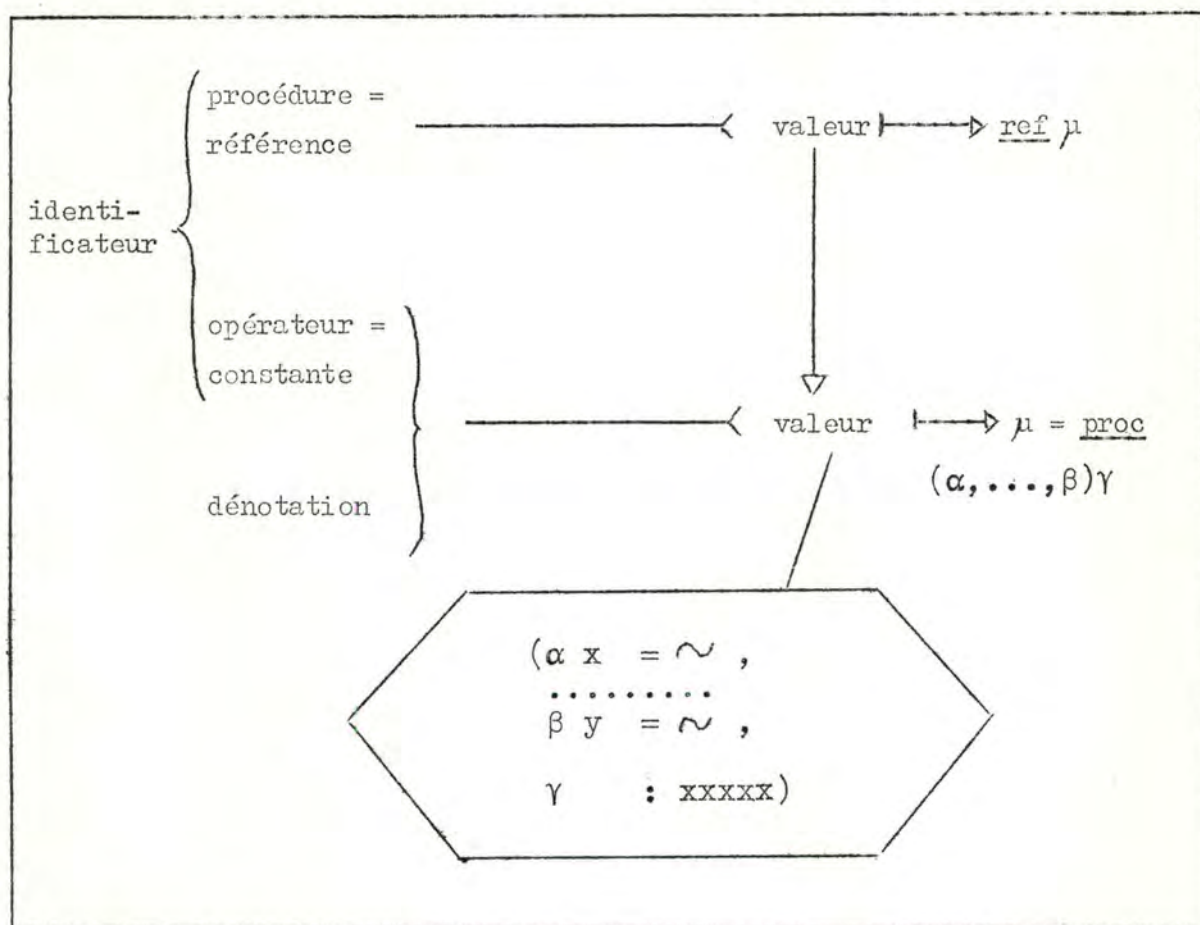 procédure =
référence
valeur
ref μ
identi-
ficateur
opérateur =
constante
valeur
μ = proc
(α,...,β)γ
dénotation
(α x = ~ ,
.........
β y = ~ ,
γ : xxxxx)